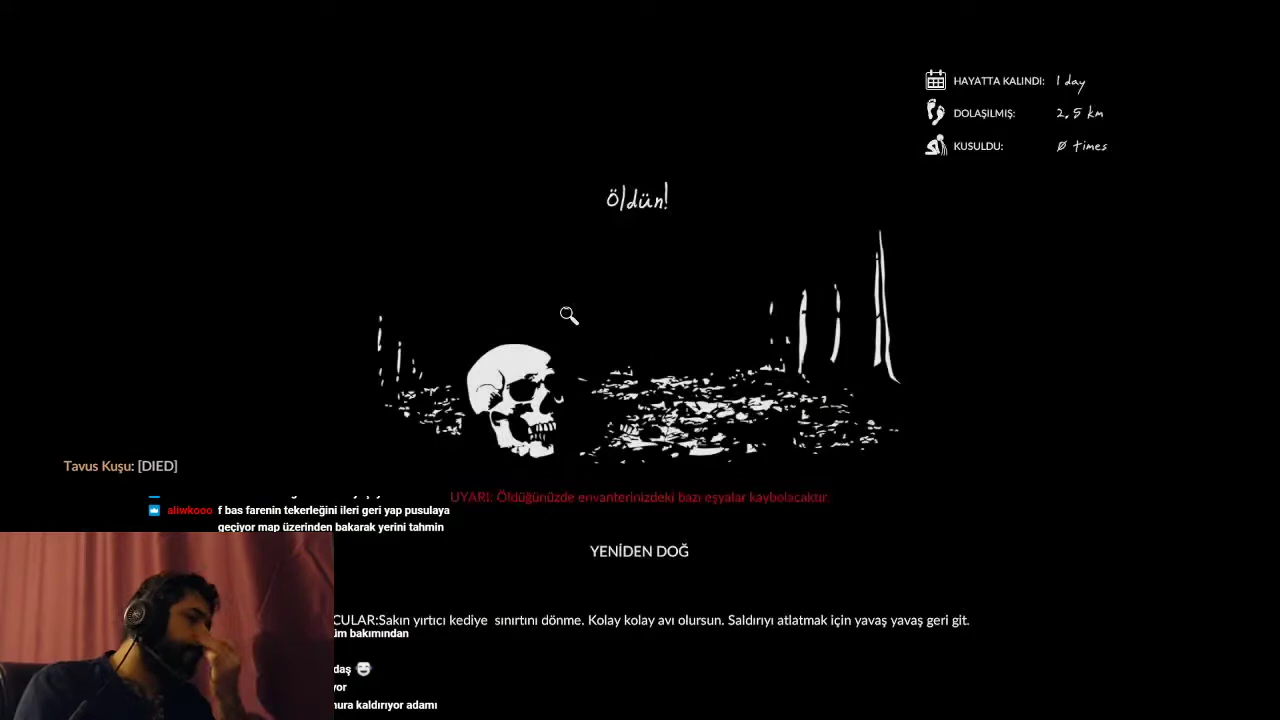 HAYATTA KALINDI: 1 day
DOLAŞILMIŞ: 2,5 km
KUSULDU: 0 times
Öldün!
Tavus Kuşu: [DIED]
UYARI: Öldüğünüzde envanterinizdeki bazı eşyalar kaybolacaktır.
aliwkooo f bas farenin tekerleğini ileri geri yap pusulaya
geçiyor map üzerinden bakarak yerini tahmin
YENİDEN DOĞ
CULAR:Sakın yırtıcı kediye sınırtını dönme. Kolay kolay avı olursun. Saldırıyı atlatmak için yavaş yavaş geri git.
üm bakımından
daş
yor
nura kaldırıyor adamı